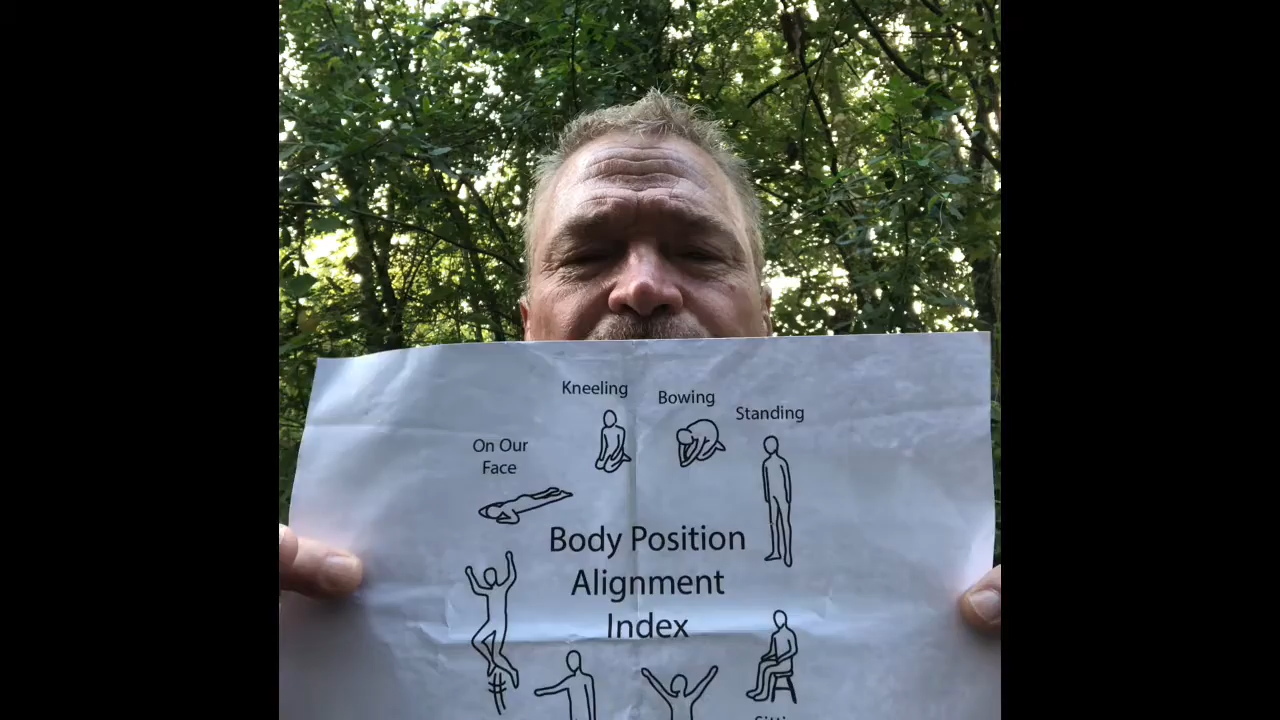 Kneeling
Bowing
Standing
On Our
Face
Body Position
Alignment
Index